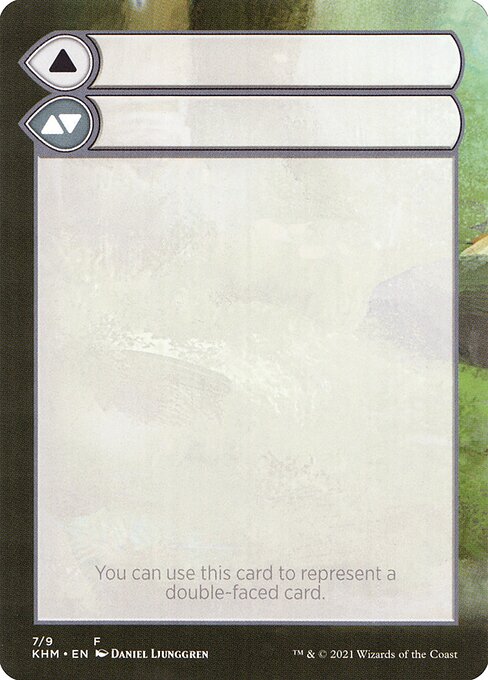 You can use this card to represent a
double-faced card.
7/9 F
KHM • EN Daniel Ljunggren
™ & © 2021 Wizards of the Coast